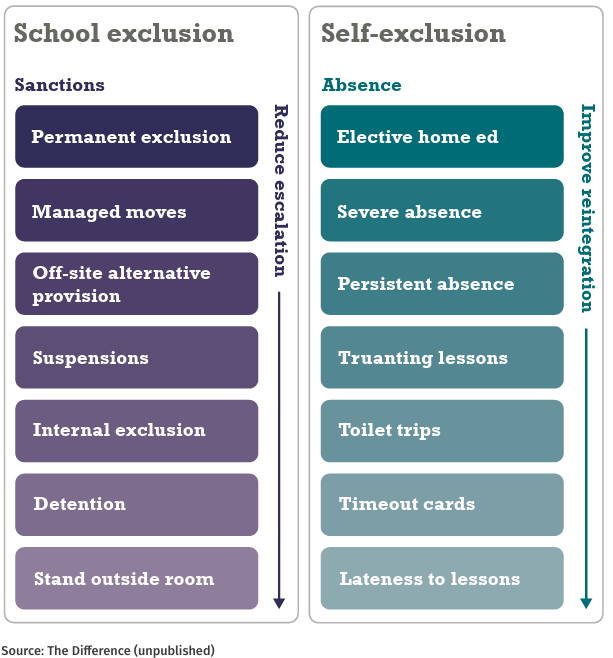 School exclusion
Sanctions
Permanent exclusion
Managed moves
Off-site alternative
provision
Suspensions
Internal exclusion
Detention
Stand outside room
Reduce escalation
Self-exclusion
Absence
Elective home ed
Severe absence
Persistent absence
Truanting lessons
Toilet trips
Timeout cards
Lateness to lessons
Improve reintegration
Source: The Difference (unpublished)